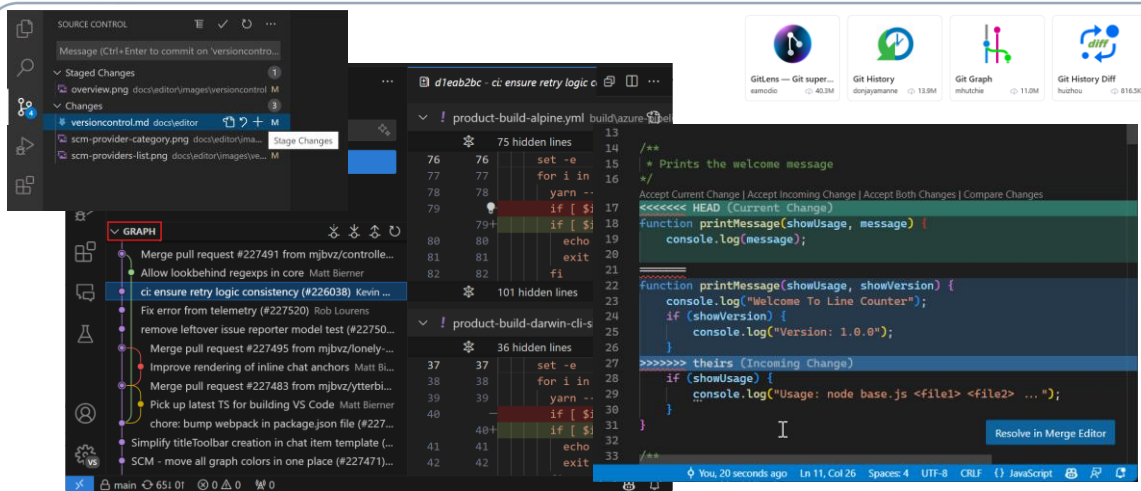 SOURCE CONTROL
Message (Ctrl+Enter to commit on 'versioncontro...
Staged Changes 1
overview.png docs\editor\images\versioncontrol M
Changes 3
versioncontrol.md docs\editor M
Stage Changes
scm-provider-category.png docs\editor\ima... M
scm-providers-list.png docs\editor\images\ve... M
4
GRAPH
Merge pull request #227491 from mjbvz/controlle...
Allow lookbehind regexps in core Matt Bierner
ci: ensure retry logic consistency (#226038) Kevin ...
Fix error from telemetry (#227520) Rob Lourens
remove leftover issue reporter model test (#22750...
Merge pull request #227495 from mjbvz/lonely-...
Improve rendering of inline chat anchors Matt Bi...
Merge pull request #227483 from mjbvz/ytterbi...
Pick up latest TS for building VS Code Matt Bierner
chore: bump webpack in package.json file (#227...
Simplify titleToolbar creation in chat item template (...
SCM - move all graph colors in one place (#227471)...
VS
main 65↓ 0↑ 0 0 0
d1eab2bc - ci: ensure retry logic c
! product-build-alpine.yml build\azure-pipel
75 hidden lines
76 76 set -e
77 77 for i in
78 78 yarn --
79 if [ $i
79+ if [ $i
80 80 echo
81 81 exit
82 82 fi
101 hidden lines
! product-build-darwin-cli-s
36 hidden lines
37 37 set -e
38 38 for i in
39 39 yarn --
40 — if [ $i
40+ if [ $i
41 41 echo
42 42 exit
GitLens — Git super...
eamodio 40.3M
Git History
donjayamanne 13.9M
Git Graph
mhutchie 11.0M
diff
Git History Diff
huizhou 816.5K
13
14 /**
15 * Prints the welcome message
16 */
Accept Current Change | Accept Incoming Change | Accept Both Changes | Compare Changes
17 <<<<<<< HEAD (Current Change)
18 function printMessage(showUsage, message) {
19 console.log(message);
20
21 =======
22 function printMessage(showUsage, showVersion) {
23 console.log("Welcome To Line Counter");
24 if (showVersion) {
25 console.log("Version: 1.0.0");
26 }
27 >>>>>>> theirs (Incoming Change)
28 if (showUsage) {
29 console.log("Usage: node base.js <file1> <file2> ...");
30 }
31 }
32
33 /**
Resolve in Merge Editor
You, 20 seconds ago Ln 11, Col 26 Spaces: 4 UTF-8 CRLF {} JavaScript